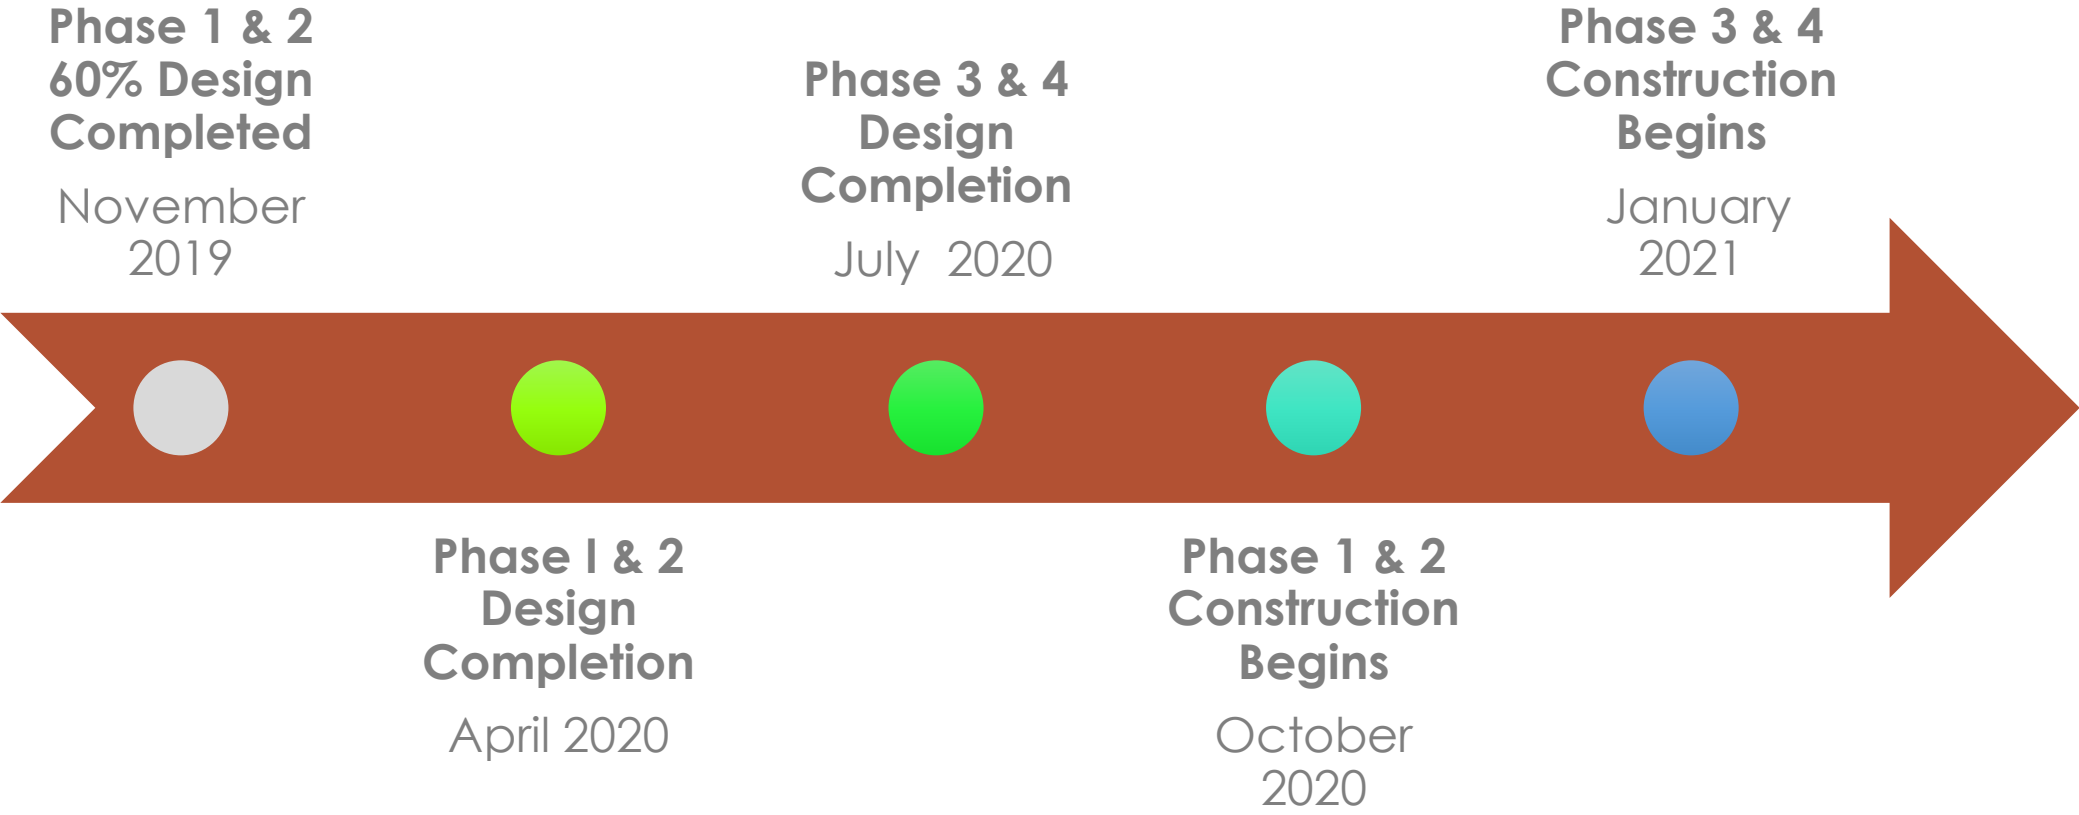 Phase 1 & 2
60% Design
Completed
November
2019
Phase I & 2
Design
Completion
April 2020
Phase 3 & 4
Design
Completion
July  2020
Phase 1 & 2
Construction
Begins
October
2020
Phase 3 & 4
Construction
Begins
January
2021